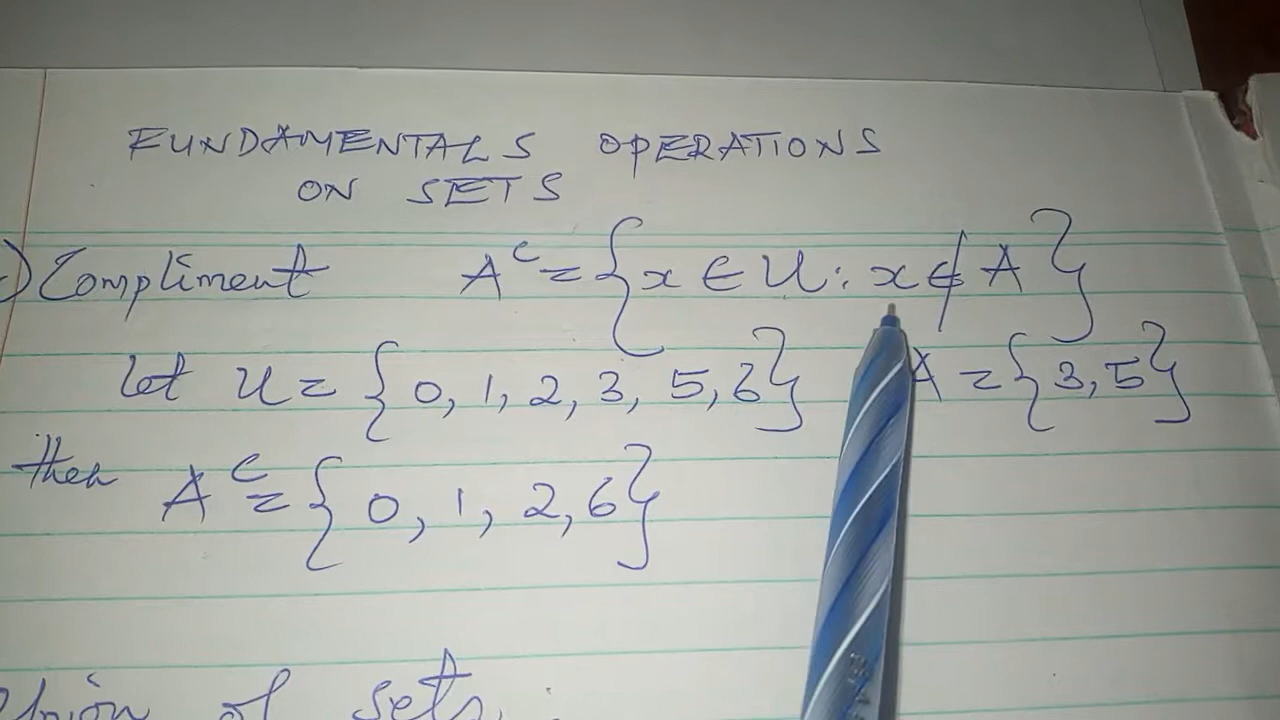 FUNDAMENTALS OPERATIONS
ON SETS
) Compliment A^c = {x ∈ U : x ∉ A}
let U = {0, 1, 2, 3, 5, 6} A = {3, 5}
then A^c = {0, 1, 2, 6}
Union of sets.